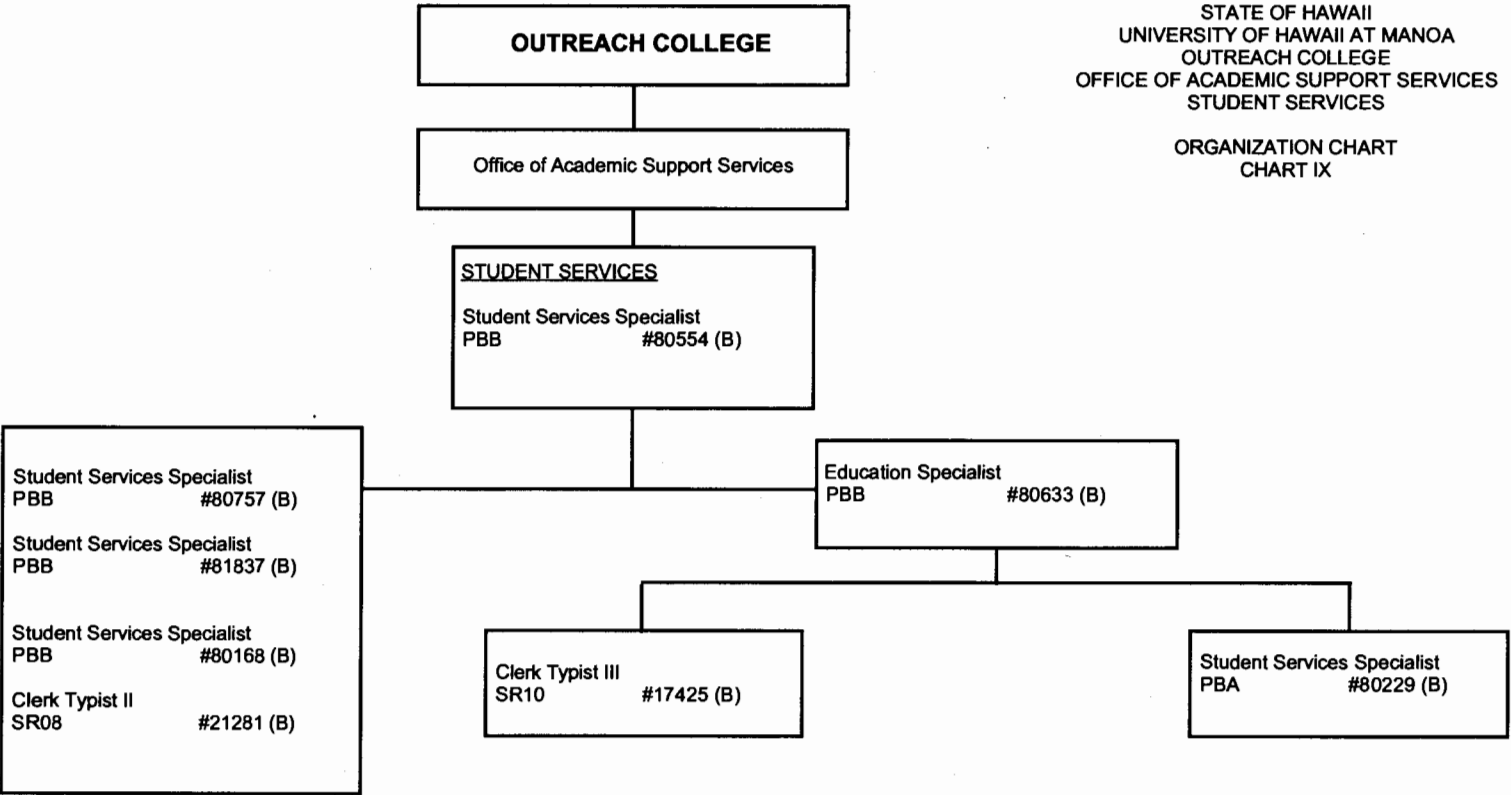 STATE OF HAWAII
UNIVERSITY OF HAWAII AT MANOA
OUTREACH COLLEGE
OFFICE OF ACADEMIC SUPPORT SERVICES
STUDENT SERVICES
ORGANIZATION CHART
CHART IX
OUTREACH COLLEGE
Office of Academic Support Services
STUDENT SERVICES
Student Services Specialist
PBB #80554 (B)
Student Services Specialist
PBB #80757 (B)
Student Services Specialist
PBB #81837 (B)
Student Services Specialist
PBB #80168 (B)
Clerk Typist II
SR08 #21281 (B)
Education Specialist
PBB #80633 (B)
Clerk Typist III
SR10 #17425 (B)
Student Services Specialist
PBA #80229 (B)